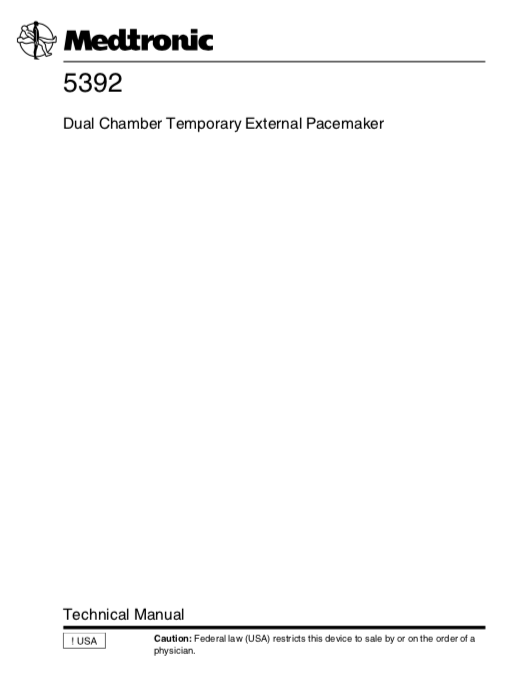 Medtronic
5392
Dual Chamber Temporary External Pacemaker
Technical Manual
! USA
Caution: Federal law (USA) restricts this device to sale by or on the order of a
physician.